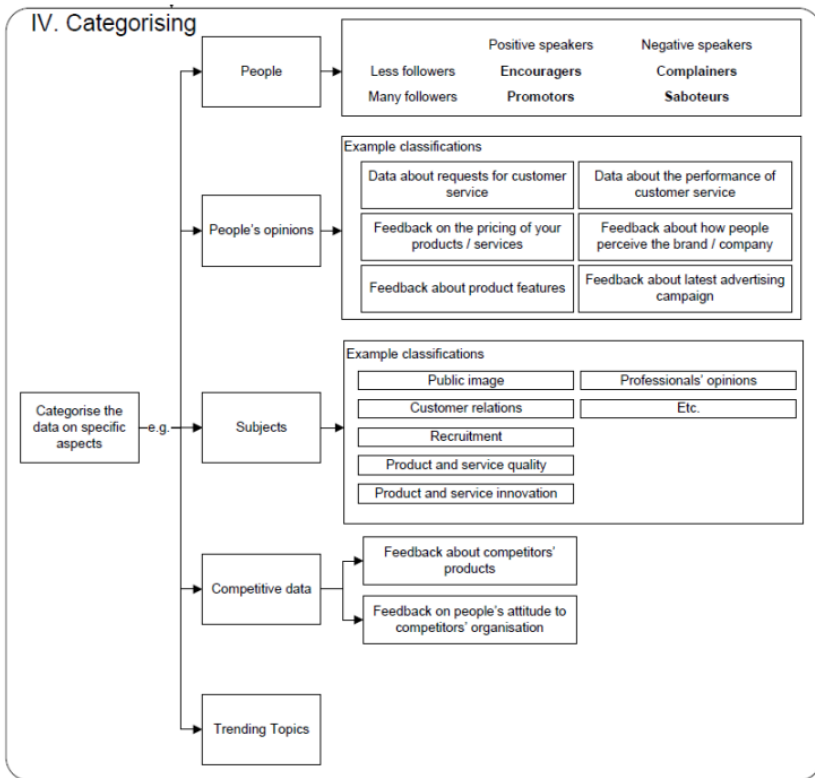 IV. Categorising
People
Positive speakers Negative speakers
Less followers Encouragers Complainers
Many followers Promotors Saboteurs
People's opinions
Example classifications
Data about requests for customer
service
Data about the performance of
customer service
Feedback on the pricing of your
products / services
Feedback about how people
perceive the brand / company
Feedback about product features
Feedback about latest advertising
campaign
Categorise the
data on specific
aspects
e.g.
Subjects
Example classifications
Public image
Professionals' opinions
Customer relations
Etc.
Recruitment
Product and service quality
Product and service innovation
Competitive data
Feedback about competitors'
products
Feedback on people's attitude to
competitors' organisation
Trending Topics